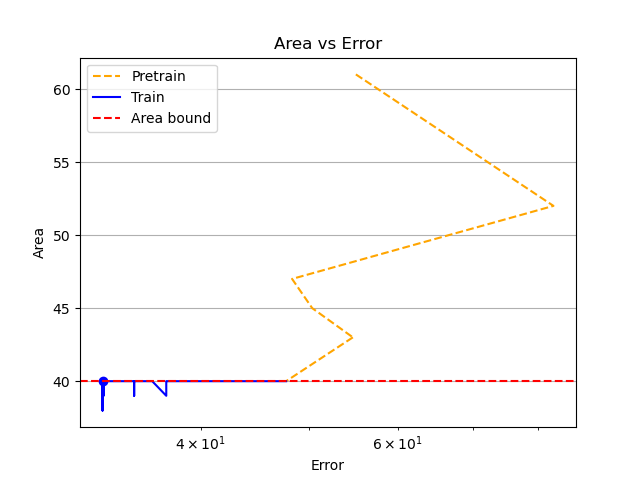 Area vs Error
Pretrain
Train
Area bound
60
55
50
45
40
Area
4 × 10¹
6 × 10¹
Error